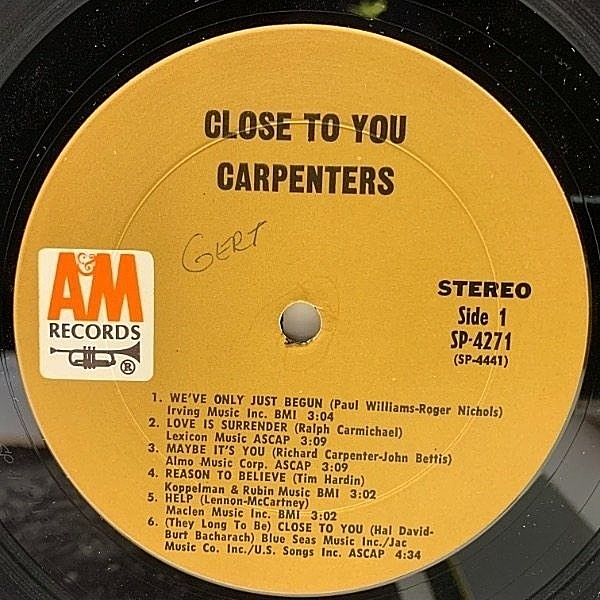 CLOSE TO YOU
CARPENTERS
GERT
A&M
RECORDS
®
STEREO
Side 1
SP-4271
(SP-4441)
1. WE'VE ONLY JUST BEGUN (Paul Williams-Roger Nichols)
Irving Music Inc. BMI 3:04
2. LOVE IS SURRENDER (Ralph Carmichael)
Lexicon Music ASCAP 3:09
3. MAYBE IT'S YOU (Richard Carpenter-John Bettis)
Almo Music Corp. ASCAP 3:09
4. REASON TO BELIEVE (Tim Hardin)
Koppelman & Rubin Music BMI 3:02
5. HELP (Lennon-McCartney)
Maclen Music Inc. BMI 3:02
6. (They Long To Be) CLOSE TO YOU (Hal David-
Burt Bacharach) Blue Seas Music Inc./Jac
Music Co. Inc./U.S. Songs Inc. ASCAP 4:34